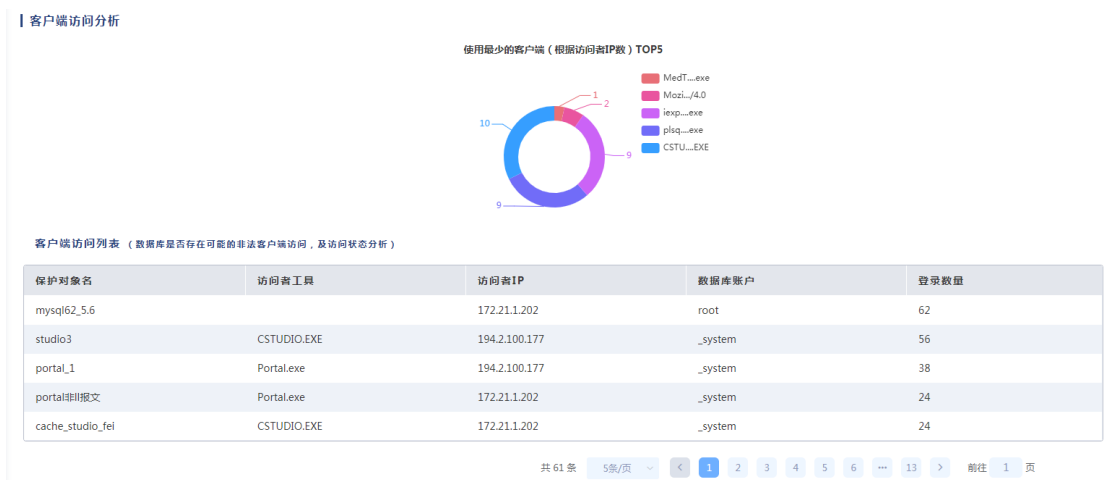 客户端访问分析
使用最少的客户端（根据访问者IP数）TOP5
MedT....exe
Mozi.../4.0
iexp....exe
plsq....exe
CSTU....EXE
1
2
10
9
9
客户端访问列表 （数据库是否存在可能的非法客户端访问，及访问状态分析）
保护对象名 访问者工具 访问者IP 数据库账户 登录数量
mysql62_5.6 172.21.1.202 root 62
studio3 CSTUDIO.EXE 194.2.100.177 _system 56
portal_1 Portal.exe 194.2.100.177 _system 38
portal非ll报文 Portal.exe 172.21.1.202 _system 24
cache_studio_fei CSTUDIO.EXE 172.21.1.202 _system 24
共 61 条 5条/页 < 1 2 3 4 5 6 ··· 13 > 前往 1 页